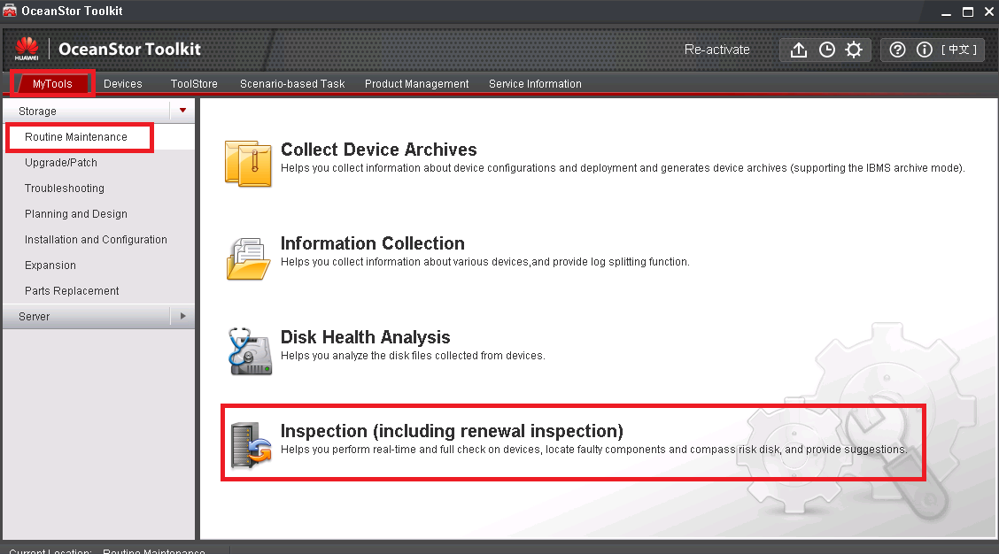 OceanStor Toolkit
HUAWEI
OceanStor Toolkit
Re-activate
[ 中文 ]
MyTools
Devices
ToolStore
Scenario-based Task
Product Management
Service Information
Storage
Routine Maintenance
Upgrade/Patch
Troubleshooting
Planning and Design
Installation and Configuration
Expansion
Parts Replacement
Server
Collect Device Archives
Helps you collect information about device configurations and deployment and generates device archives (supporting the IBMS archive mode).
Information Collection
Helps you collect information about various devices,and provide log splitting function.
Disk Health Analysis
Helps you analyze the disk files collected from devices.
Inspection (including renewal inspection)
Helps you perform real-time and full check on devices, locate faulty components and compass risk disk, and provide suggestions.
Current Location: Routine Maintenance